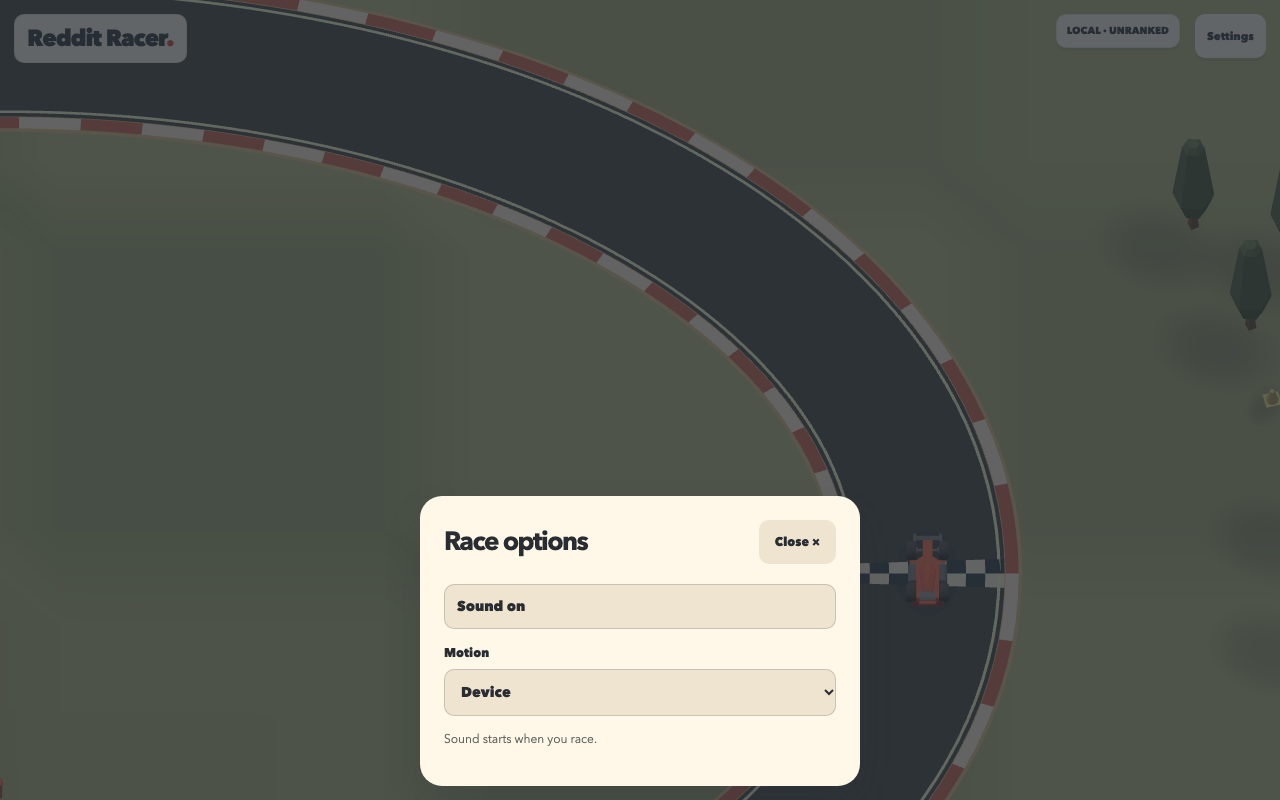 Reddit Racer.
LOCAL · UNRANKED
Settings
Race options
Close ×
Sound on
Motion
Device
Sound starts when you race.